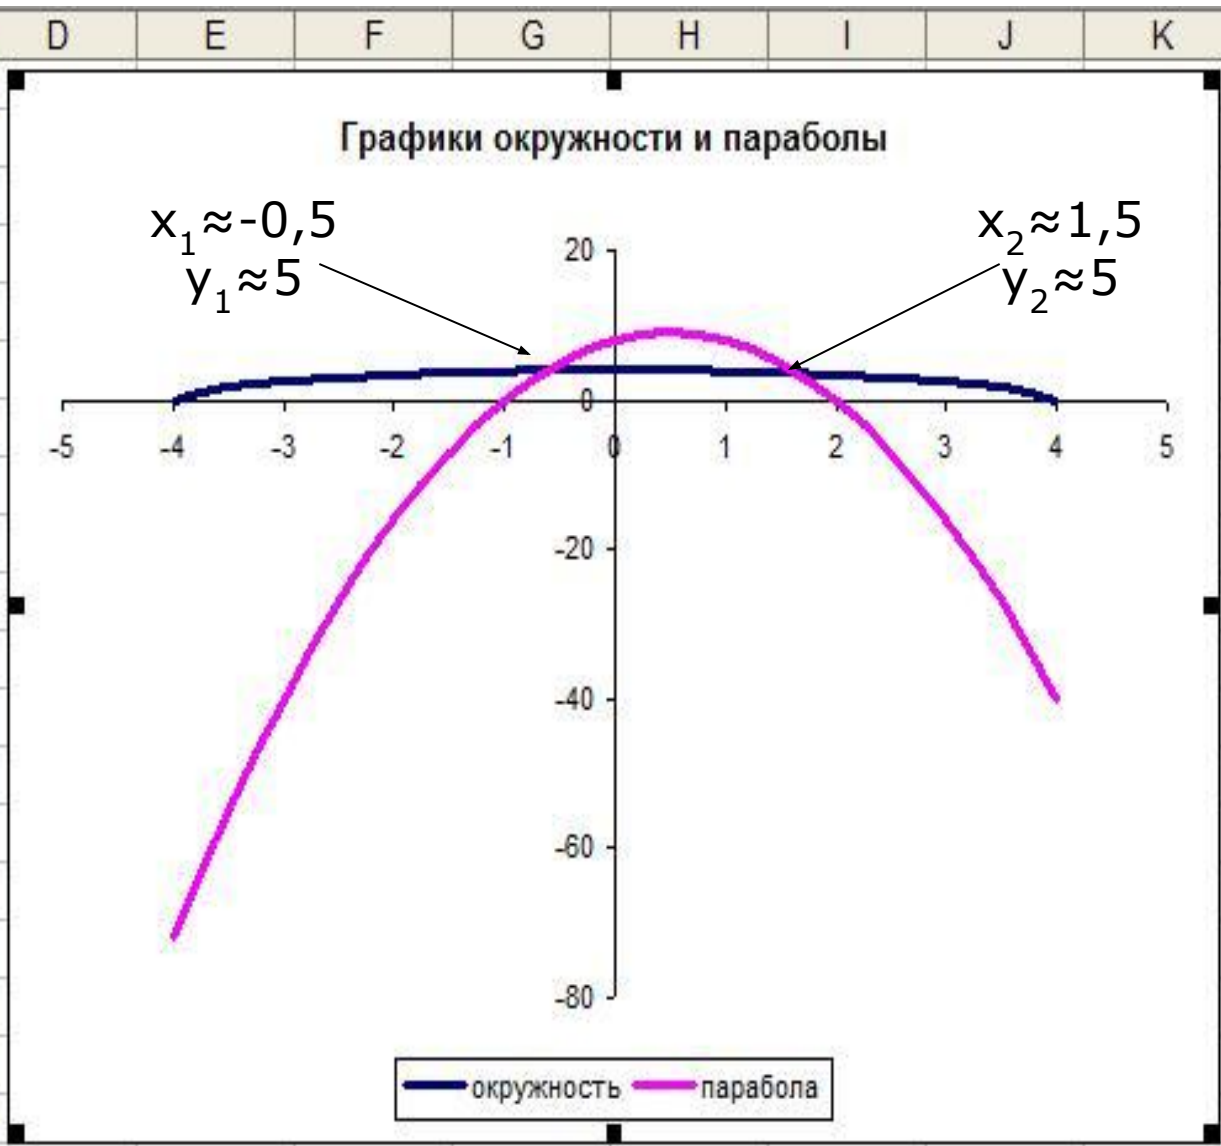 D E F G H I J K
Графики окружности и параболы
x₁≈-0,5
y₁≈5
x₂≈1,5
y₂≈5
20
0
-5 -4 -3 -2 -1 0 1 2 3 4 5
-20
-40
-60
-80
окружность парабола